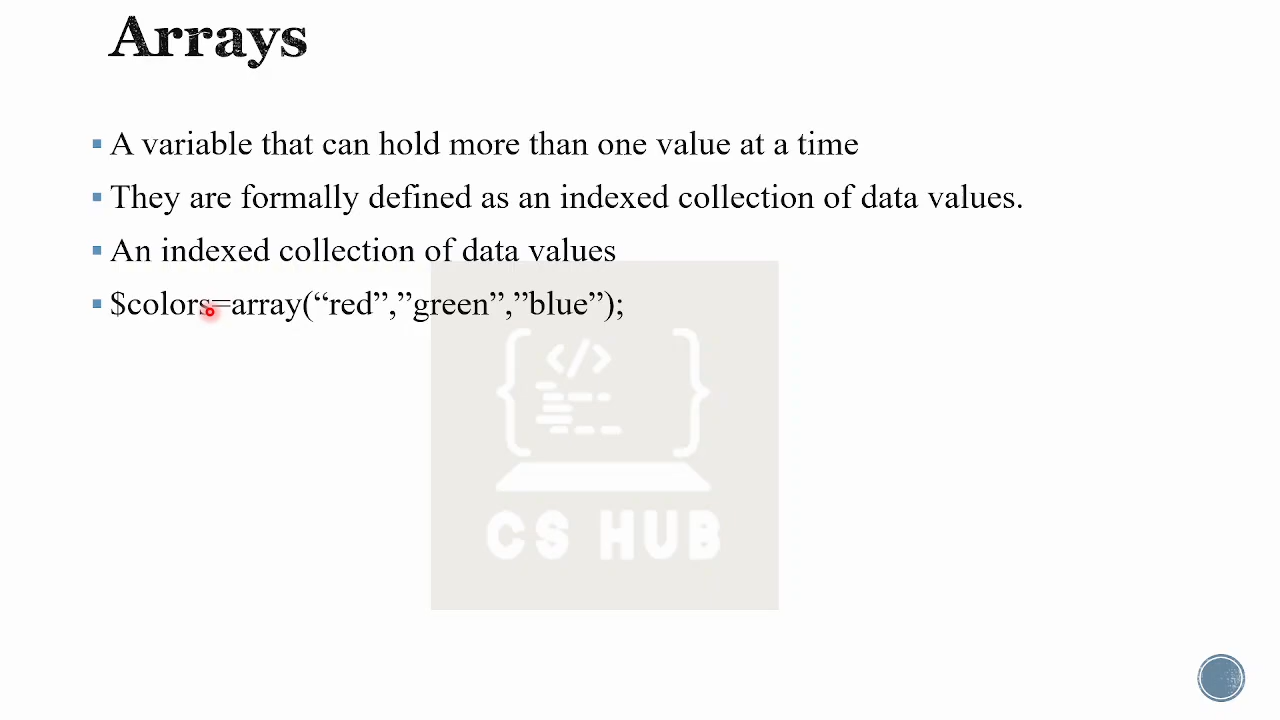 Arrays
A variable that can hold more than one value at a time
They are formally defined as an indexed collection of data values.
An indexed collection of data values
$colors=array(“red”,”green”,”blue”);
{ </> }
CS HUB